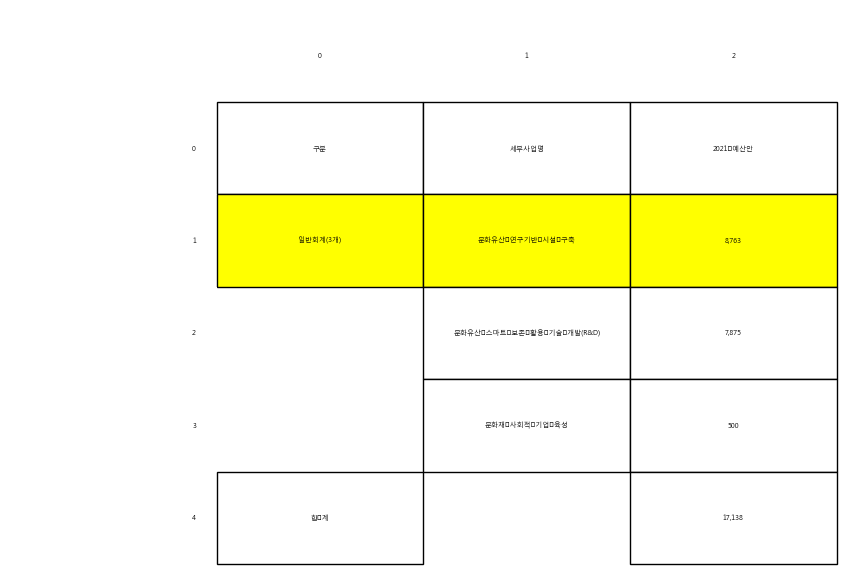 0 1 2
0 구분 세부사업명 2021□예산안
1 일반회계(3개) 문화유산□연구기반□시설□구축 8,763
2 문화유산□스마트□보존□활용□기술□개발(R&D) 7,875
3 문화재□사회적□기업□육성 500
4 합□계 17,138